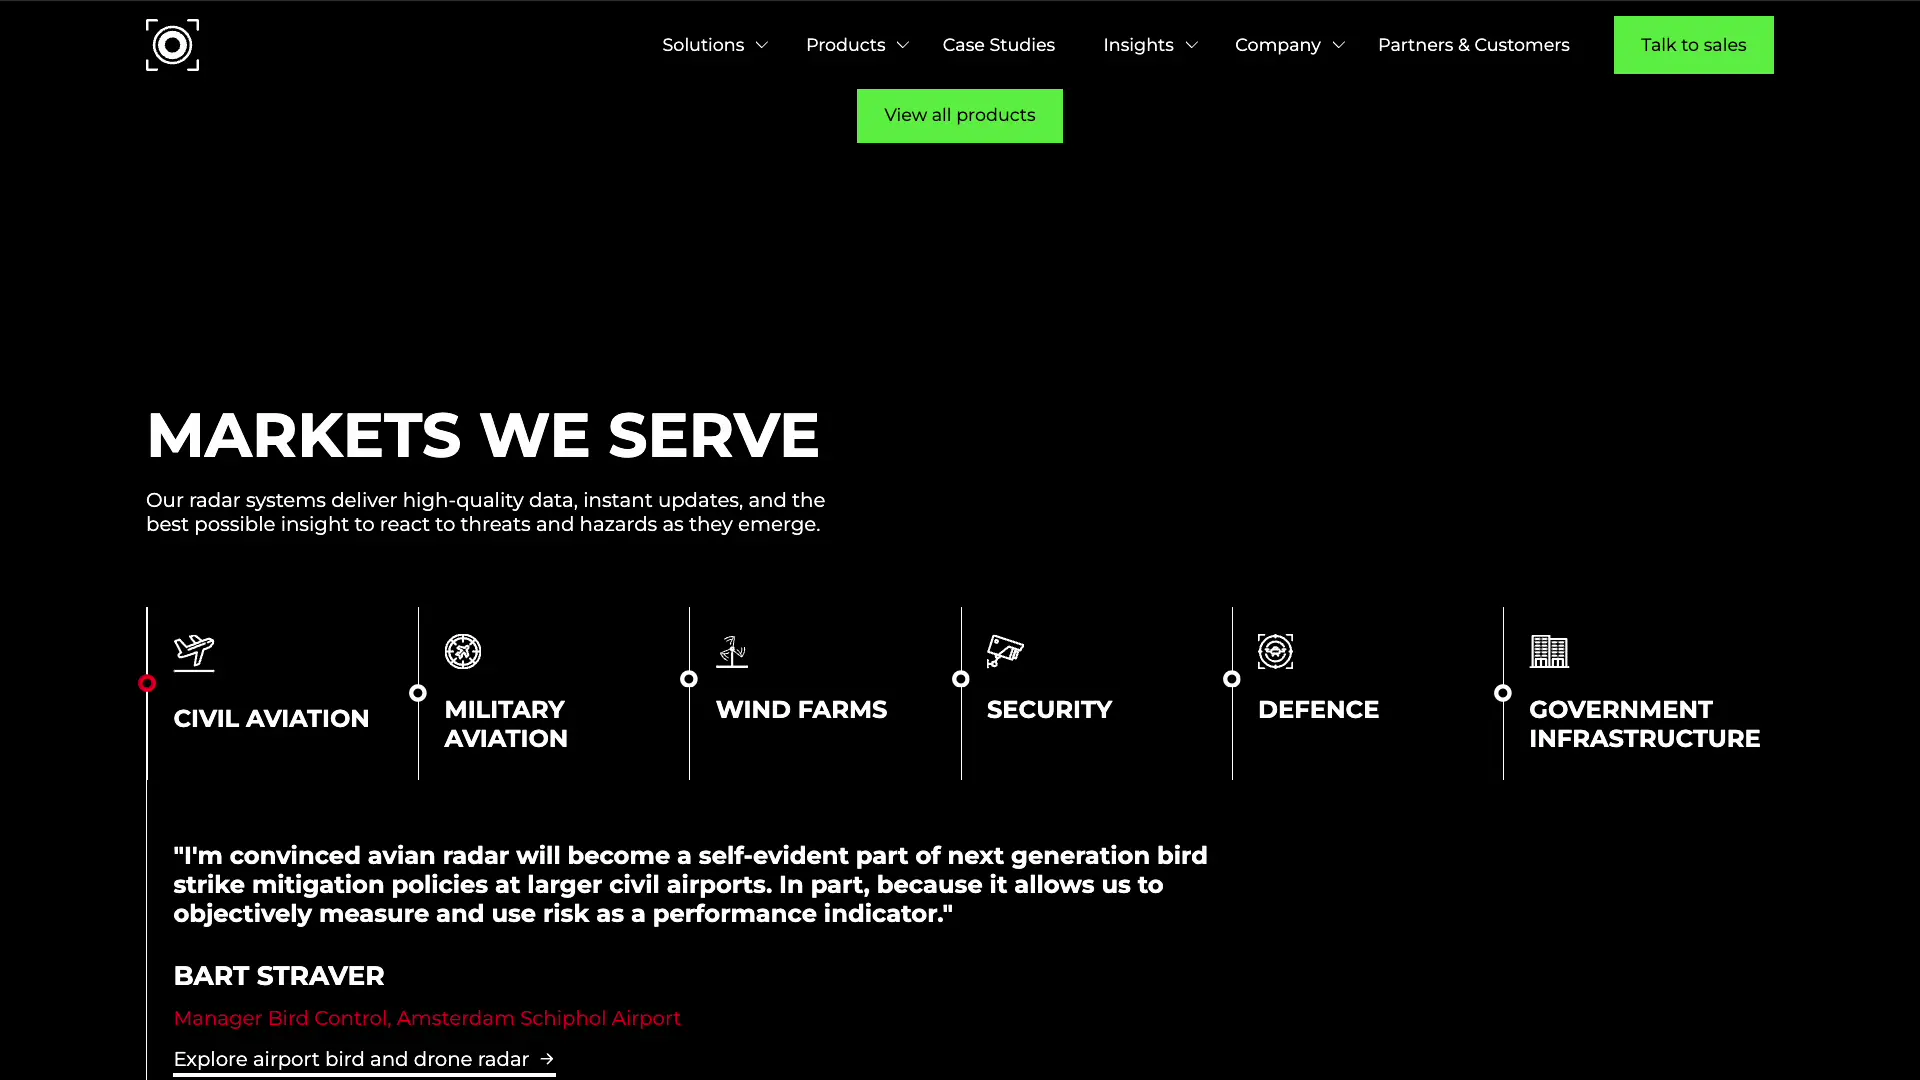 Solutions
Products
Case Studies
Insights
Company
Partners & Customers
Talk to sales
View all products
MARKETS WE SERVE
Our radar systems deliver high-quality data, instant updates, and the
best possible insight to react to threats and hazards as they emerge.
CIVIL AVIATION
MILITARY
AVIATION
WIND FARMS
SECURITY
DEFENCE
GOVERNMENT
INFRASTRUCTURE
"I'm convinced avian radar will become a self-evident part of next generation bird
strike mitigation policies at larger civil airports. In part, because it allows us to
objectively measure and use risk as a performance indicator."
BART STRAVER
Manager Bird Control, Amsterdam Schiphol Airport
Explore airport bird and drone radar →